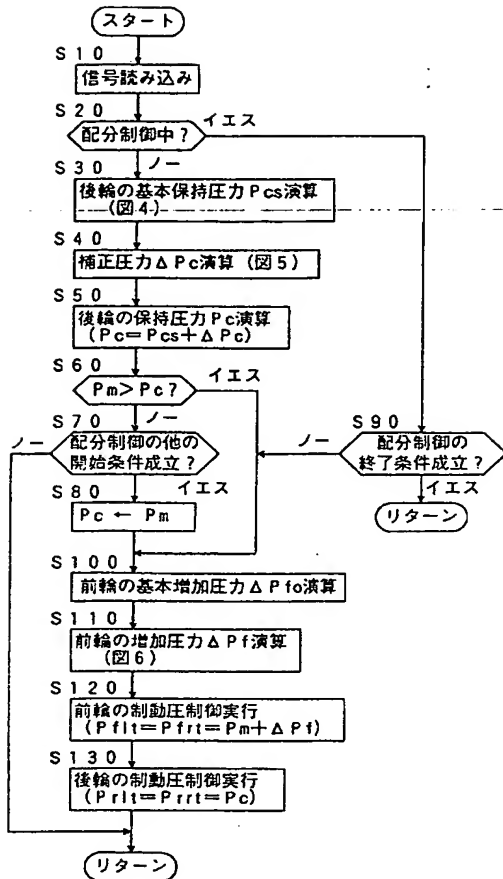 スタート
S10
信号読み込み
S20
イエス
配分制御中？
ノー
S30
後輪の基本保持圧力Pcs演算
(図4)
S40
補正圧力ΔPc演算(図5)
S50
後輪の保持圧力Pc演算
(Pc=Pcs+ΔPc)
S60
イエス
Pm>Pc？
S70
ノー
S90
ノー
配分制御の他の
開始条件成立？
ノー
配分制御の
終了条件成立？
S80
イエス
イエス
Pc ← Pm
リターン
S100
前輪の基本増加圧力ΔPfo演算
S110
前輪の増加圧力ΔPf演算
(図6)
S120
前輪の制動圧制御実行
(Pflt=Pfrt=Pm+ΔPf)
S130
後輪の制動圧制御実行
(Prlt=Prrt=Pc)
リターン